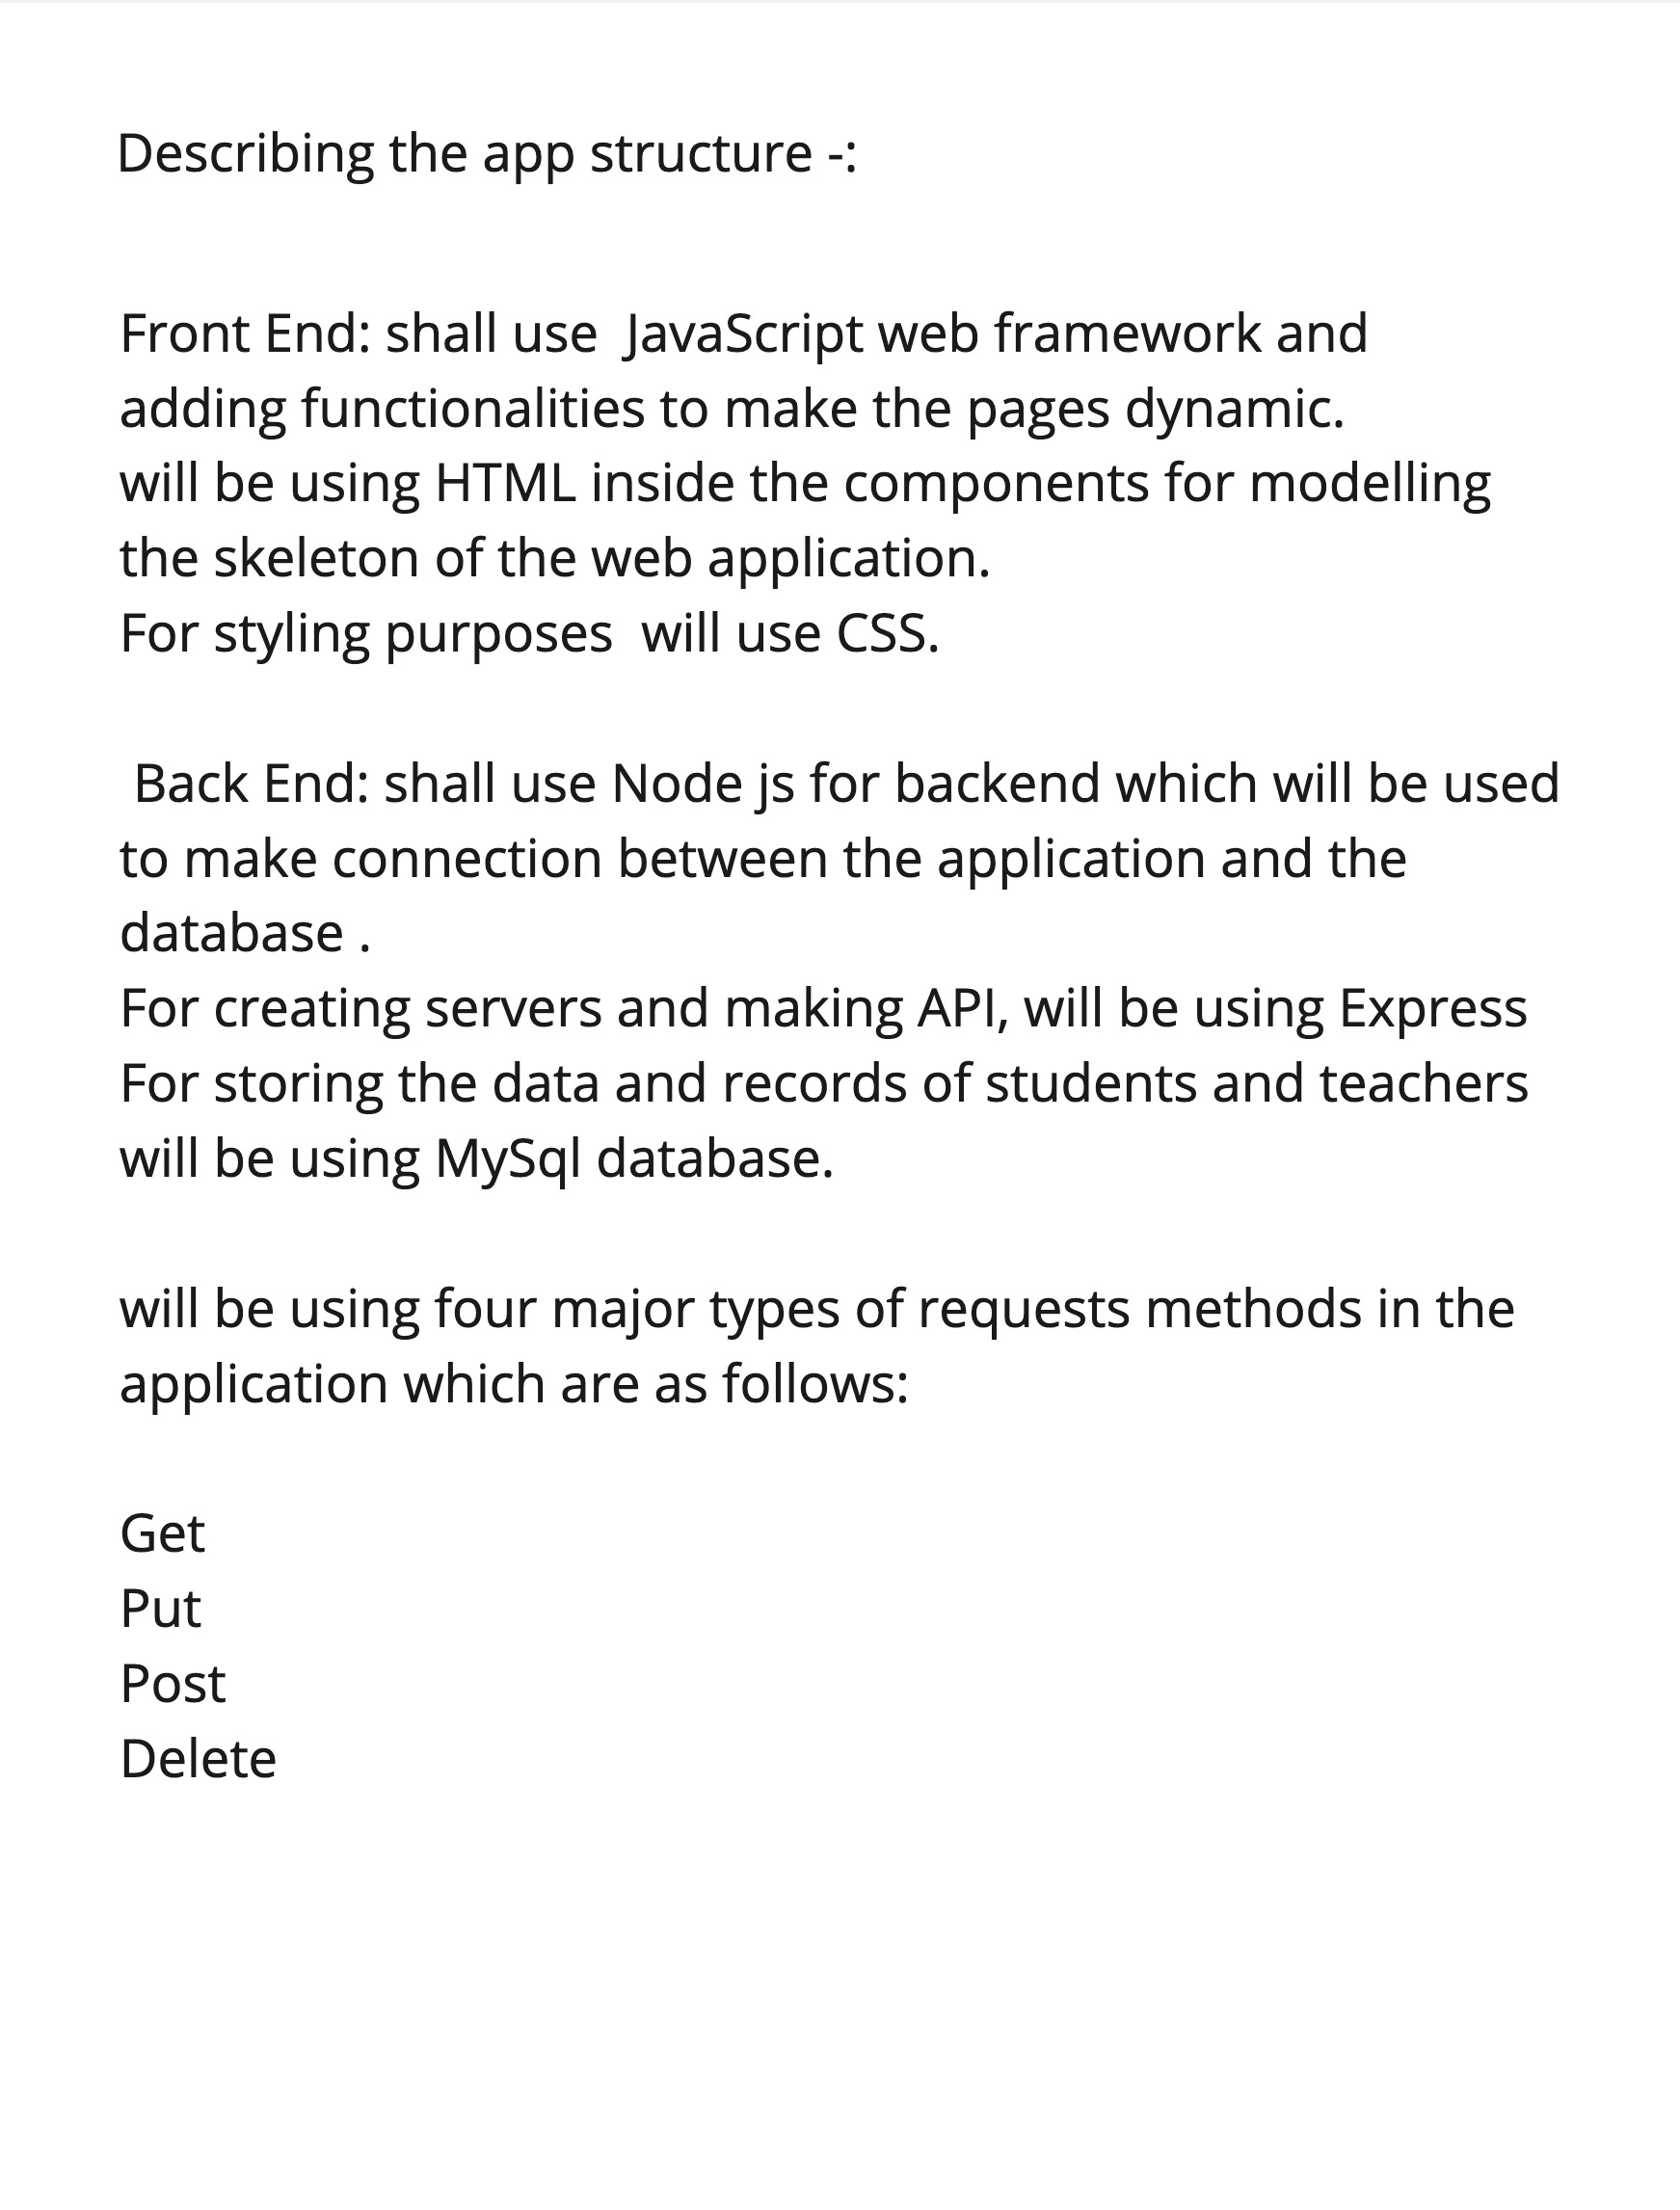 Describing the app structure -:
Front End: shall use  JavaScript web framework and
adding functionalities to make the pages dynamic.
will be using HTML inside the components for modelling
the skeleton of the web application.
For styling purposes  will use CSS.
Back End: shall use Node js for backend which will be used
to make connection between the application and the
database .
For creating servers and making API, will be using Express
For storing the data and records of students and teachers
will be using MySql database.
will be using four major types of requests methods in the
application which are as follows:
Get
Put
Post
Delete